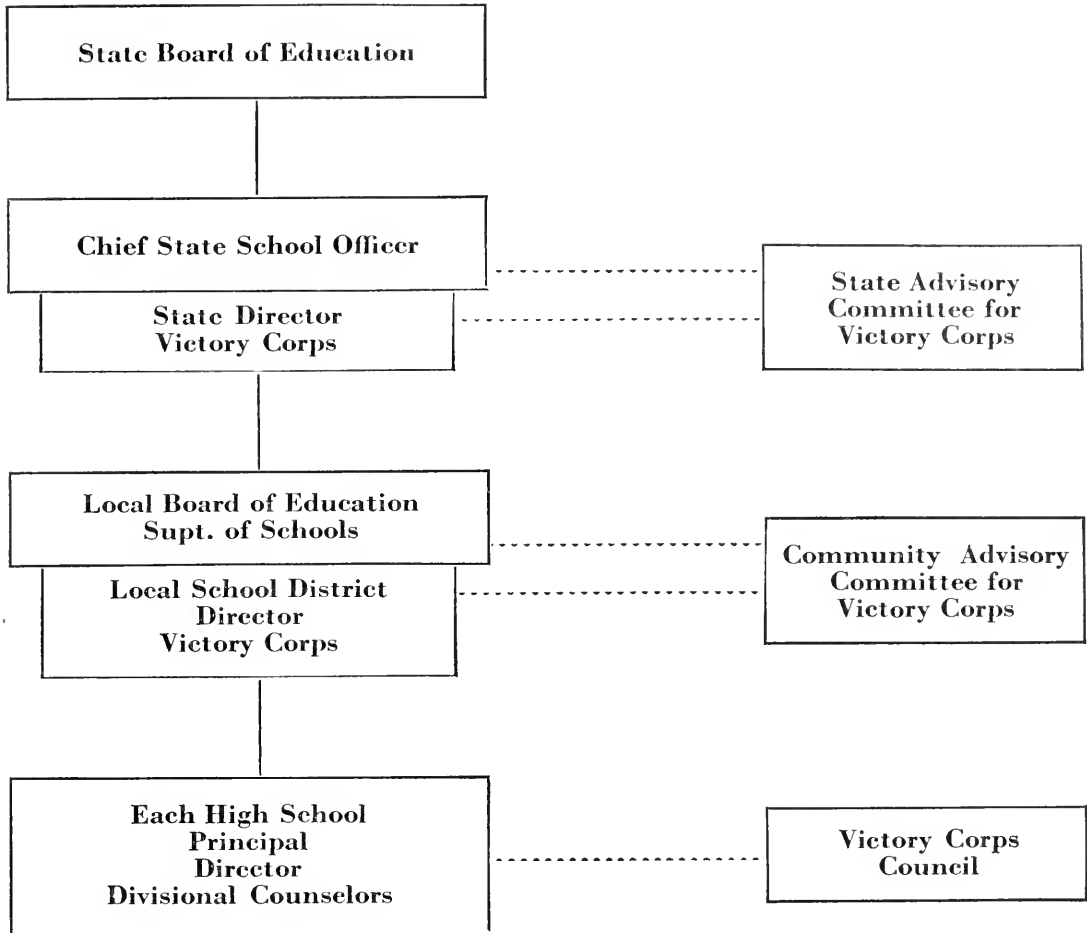 State Board of Education
Chief State School Officer
State Director
Victory Corps
State Advisory
Committee for
Victory Corps
Local Board of Education
Supt. of Schools
Local School District
Director
Victory Corps
Community Advisory
Committee for
Victory Corps
Each High School
Principal
Director
Divisional Counselors
Victory Corps
Council